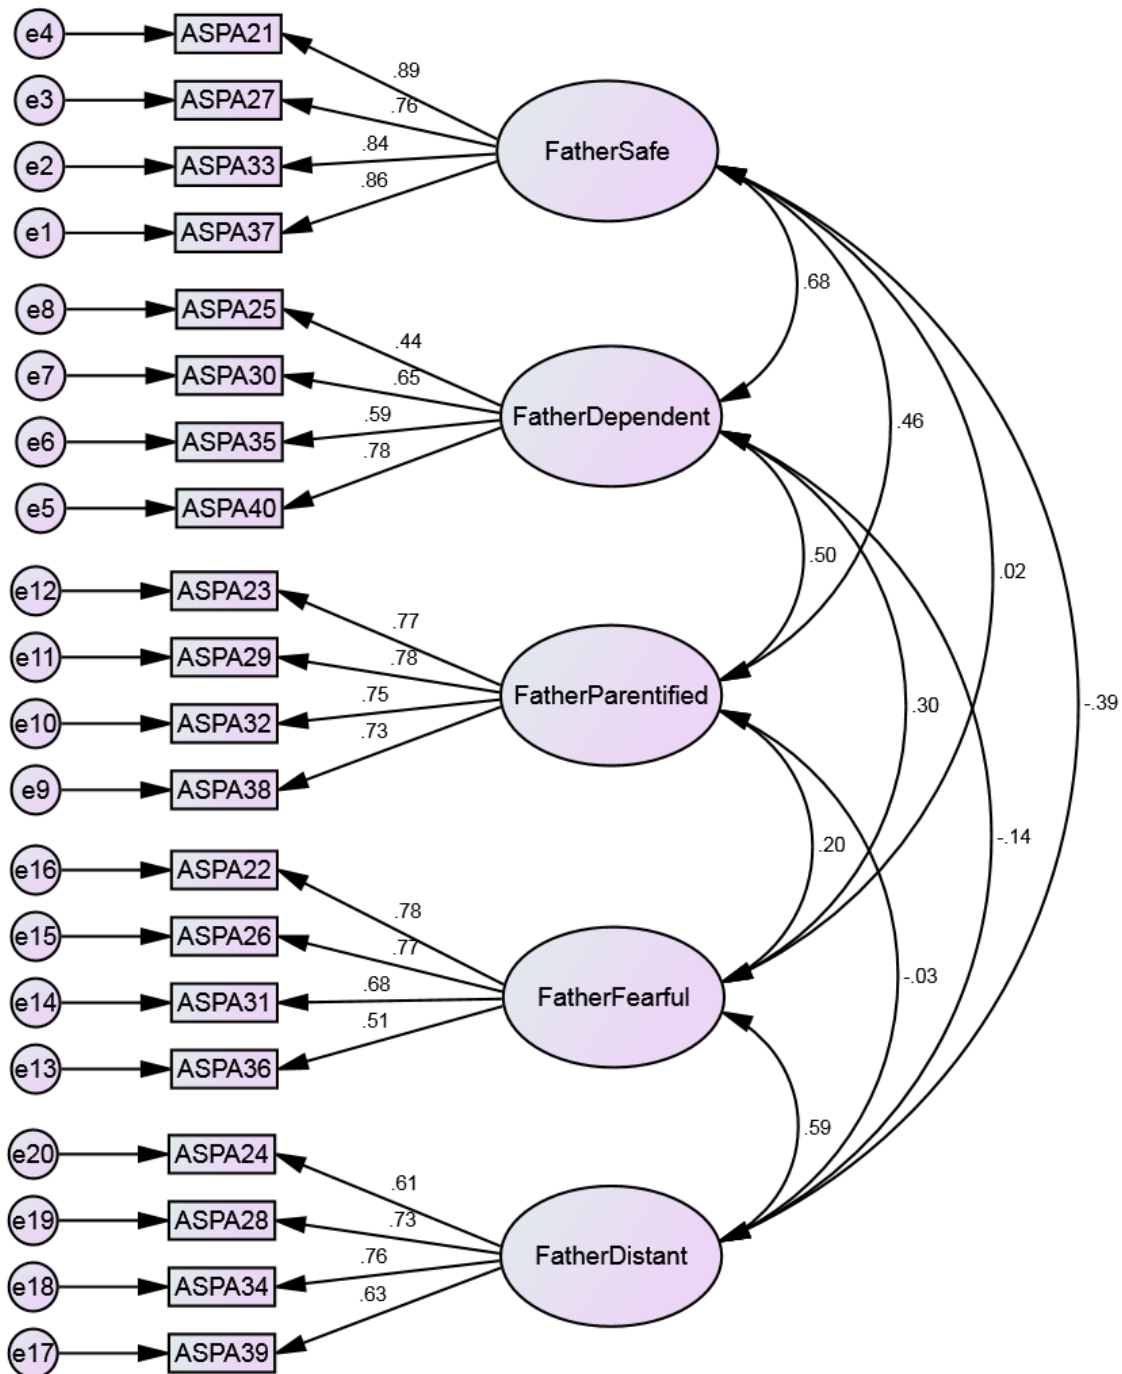 e4 ASPA21
.89
e3 ASPA27
.76
FatherSafe
e2 ASPA33
.84
e1 ASPA37
.86
.68
e8 ASPA25
.44
e7 ASPA30
.65
FatherDependent
e6 ASPA35
.59
e5 ASPA40
.78
.46
.50
.02
e12 ASPA23
.77
e11 ASPA29
.78
FatherParentified
e10 ASPA32
.75
e9 ASPA38
.73
.30
-.39
.20
-.14
e16 ASPA22
.78
e15 ASPA26
.77
FatherFearful
e14 ASPA31
.68
e13 ASPA36
.51
-.03
.59
e20 ASPA24
.61
e19 ASPA28
.73
FatherDistant
e18 ASPA34
.76
e17 ASPA39
.63